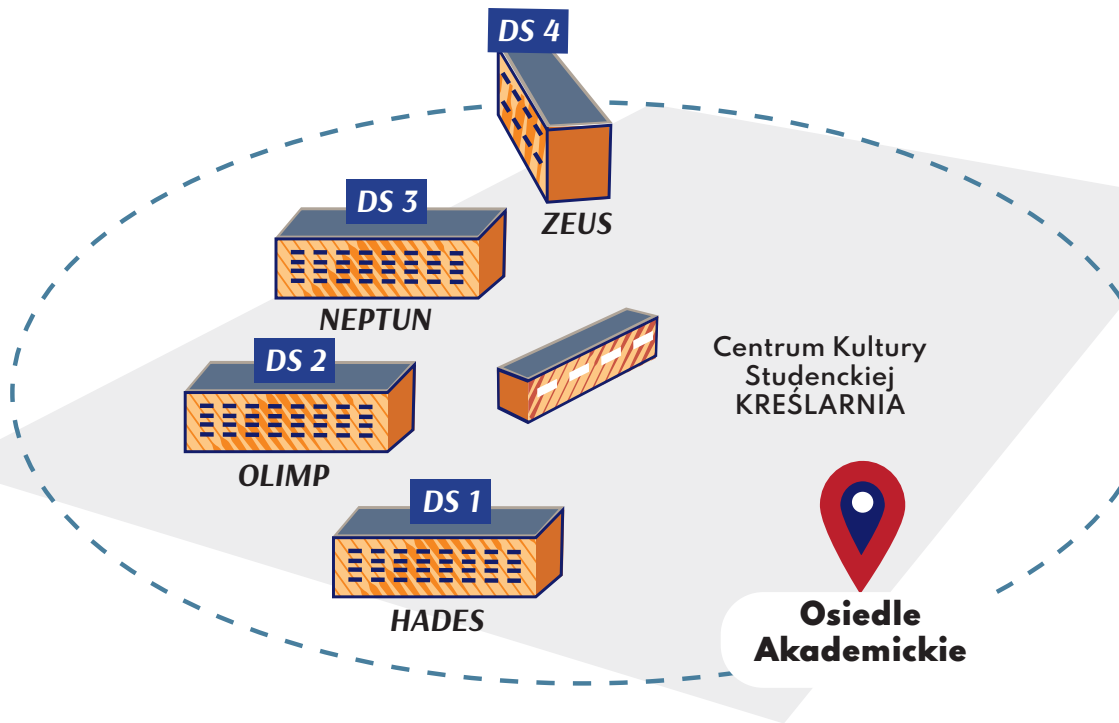 DS 4
ZEUS
DS 3
NEPTUN
DS 2
OLIMP
Centrum Kultury
Studenckiej
KREŚLARNIA
DS 1
HADES
Osiedle
Akademickie